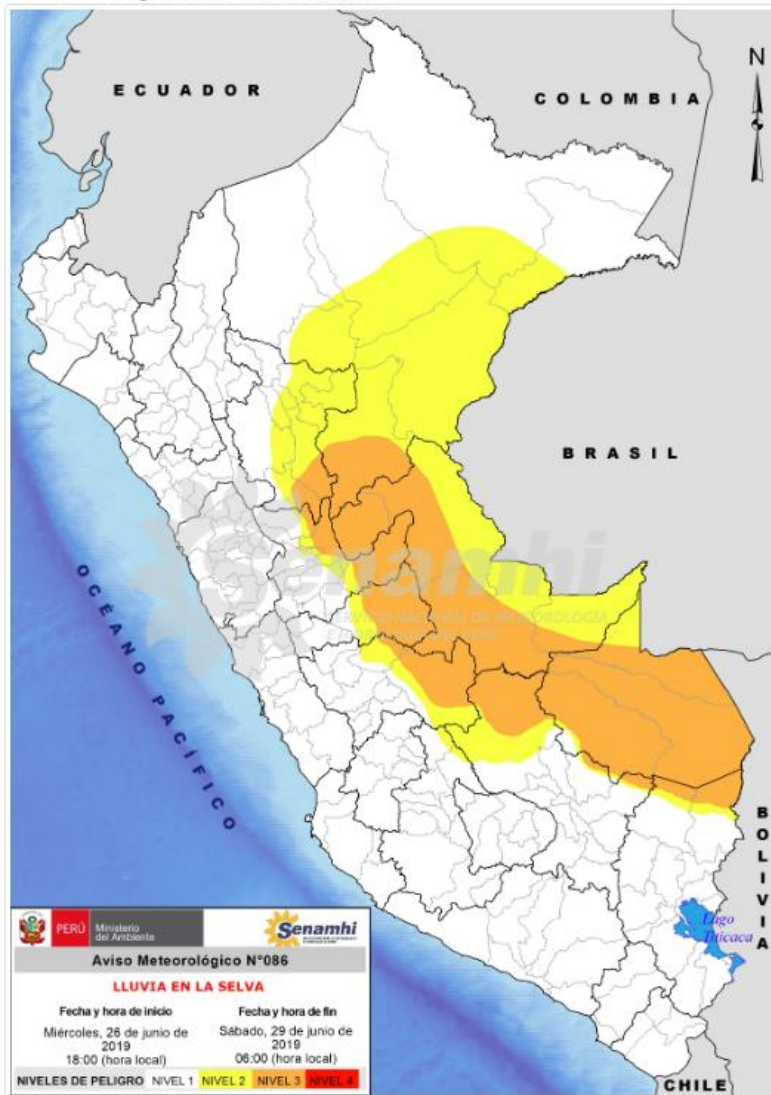 ECUADOR
COLOMBIA
N
BRASIL
Senamhi
OCÉANO PACÍFICO
BOLIVIA
Lago
Titicaca
PERÚ
Ministerio
del Ambiente
Senamhi
Aviso Meteorológico N°086
LLUVIA EN LA SELVA
Fecha y hora de inicio
Miércoles, 26 de junio de
2019
18:00 (hora local)
Fecha y hora de fin
Sábado, 29 de junio de
2019
06:00 (hora local)
NIVELES DE PELIGRO NIVEL 1 NIVEL 2 NIVEL 3 NIVEL 4
CHILE